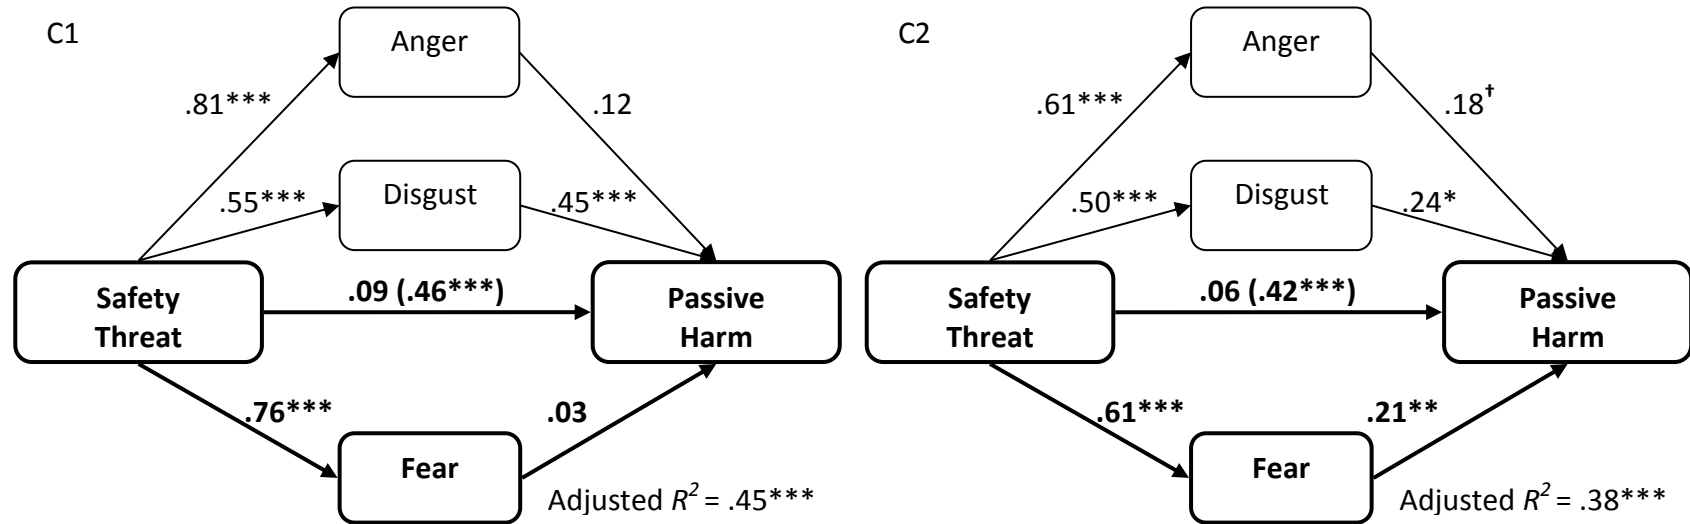 C1
Anger
.81***
.12
Disgust
.55***
.45***
Safety
Threat
.09 (.46***)
Passive
Harm
.76***
.03
Fear
Adjusted R² = .45***
C2
Anger
.61***
.18†
Disgust
.50***
.24*
Safety
Threat
.06 (.42***)
Passive
Harm
.61***
.21**
Fear
Adjusted R² = .38***